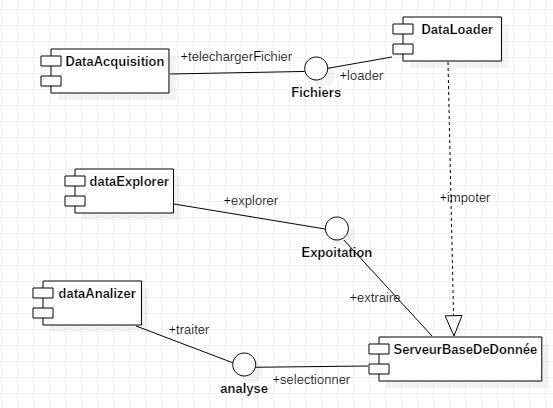 DataLoader
+telechargerFichier
DataAcquisition
+loader
Fichiers
dataExplorer
+explorer
+impoter
Expoitation
dataAnalizer
+extraire
+traiter
ServeurBaseDeDonnée
+selectionner
analyse